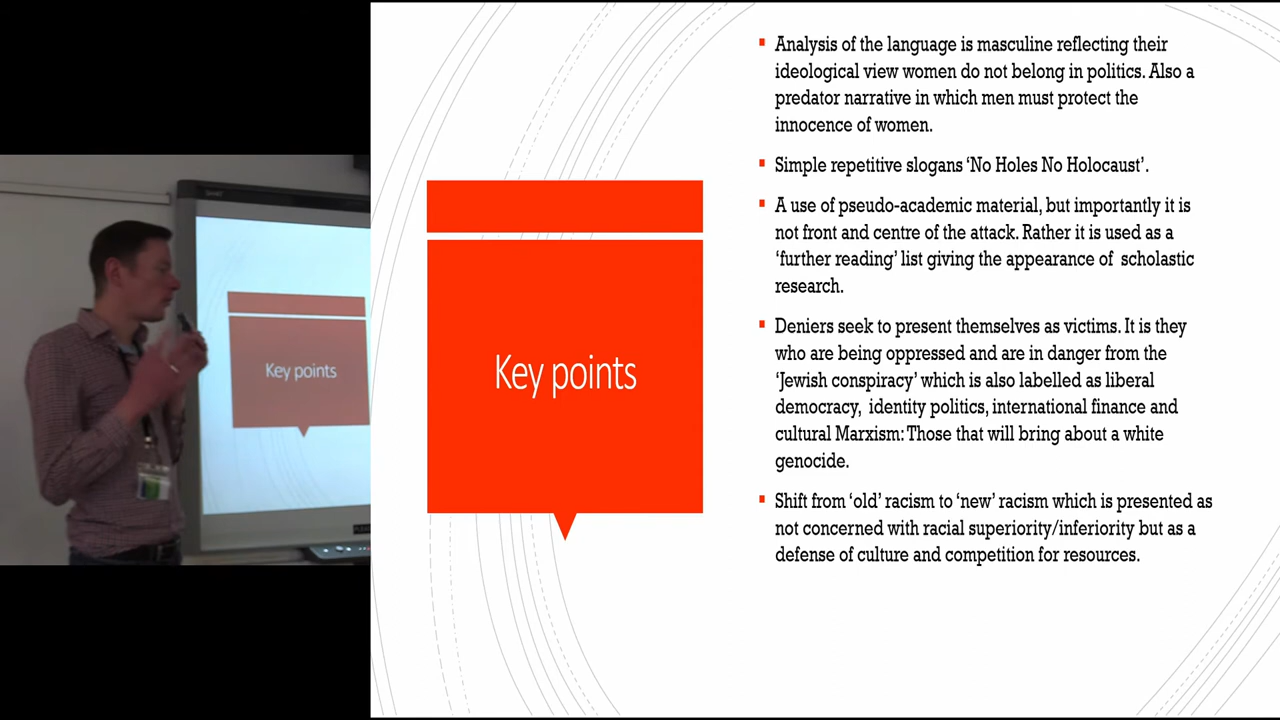 Key points
Key points
Analysis of the language is masculine reflecting their
ideological view women do not belong in politics. Also a
predator narrative in which men must protect the
innocence of women.
Simple repetitive slogans ‘No Holes No Holocaust’.
A use of pseudo-academic material, but importantly it is
not front and centre of the attack. Rather it is used as a
‘further reading’ list giving the appearance of scholastic
research.
Deniers seek to present themselves as victims. It is they
who are being oppressed and are in danger from the
‘Jewish conspiracy’ which is also labelled as liberal
democracy, identity politics, international finance and
cultural Marxism: Those that will bring about a white
genocide.
Shift from ‘old’ racism to ‘new’ racism which is presented as
not concerned with racial superiority/inferiority but as a
defense of culture and competition for resources.